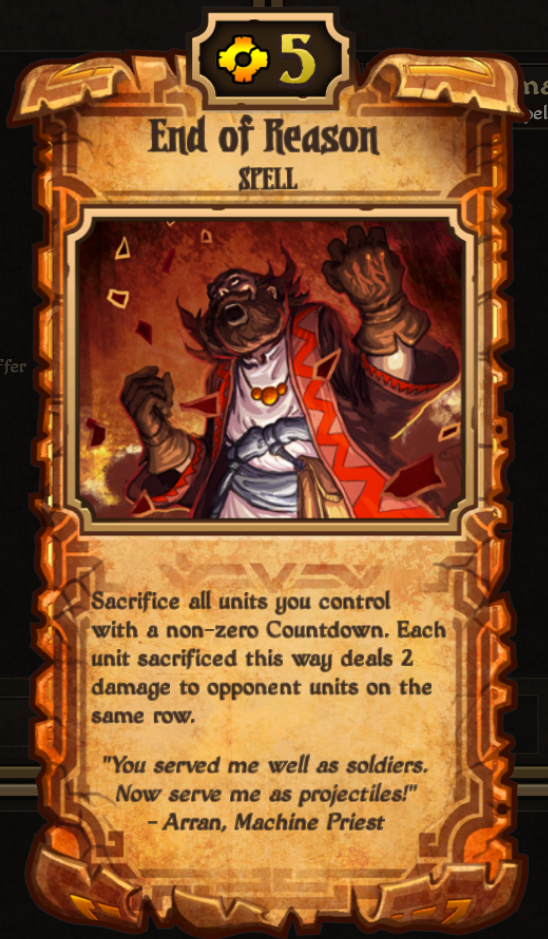 5
End of Reason
SPELL
Sacrifice all units you control
with a non-zero Countdown. Each
unit sacrificed this way deals 2
damage to opponent units on the
same row.
"You served me well as soldiers.
Now serve me as projectiles!"
- Arran, Machine Priest